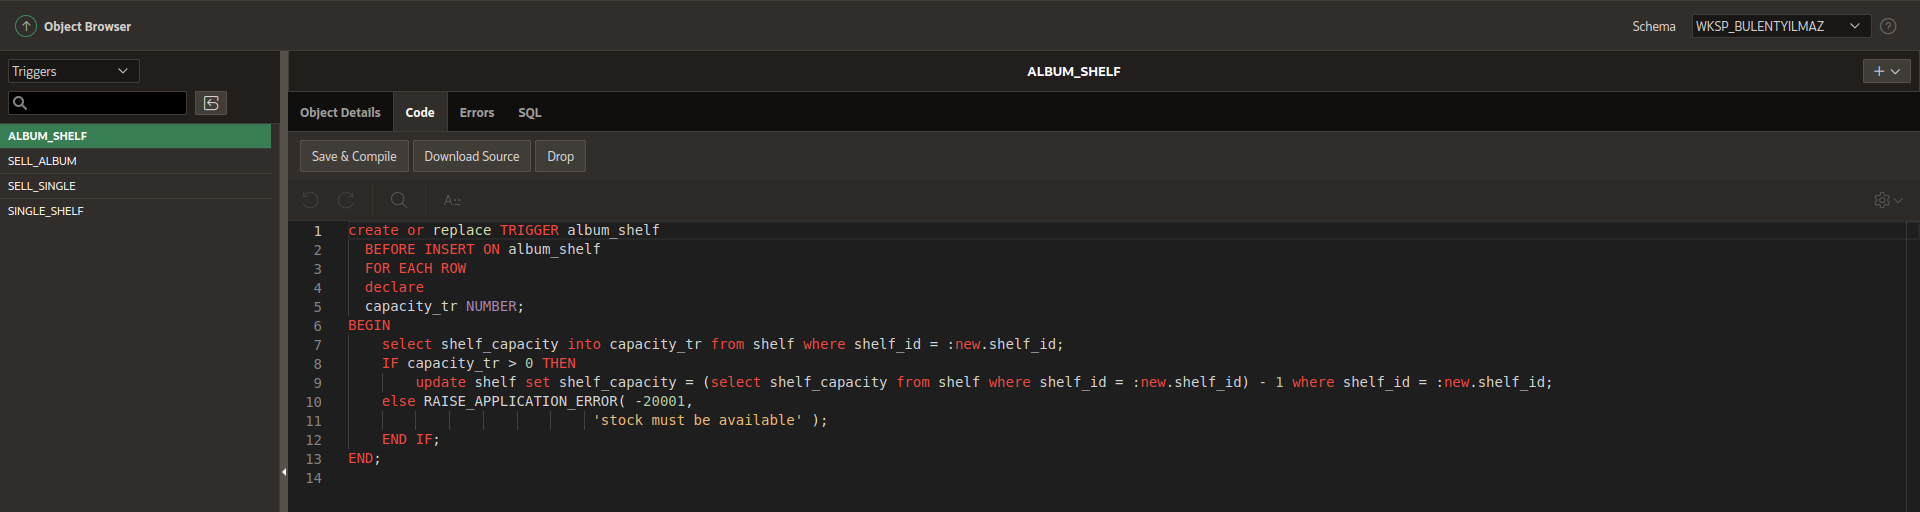 Object Browser
Schema WKSP_BULENTYILMAZ
Triggers
ALBUM_SHELF
SELL_ALBUM
SELL_SINGLE
SINGLE_SHELF
ALBUM_SHELF
Object Details Code Errors SQL
Save & Compile Download Source Drop
A
1 create or replace TRIGGER album_shelf
2   BEFORE INSERT ON album_shelf
3   FOR EACH ROW
4   declare
5   capacity_tr NUMBER;
6 BEGIN
7     select shelf_capacity into capacity_tr from shelf where shelf_id = :new.shelf_id;
8     IF capacity_tr > 0 THEN
9         update shelf set shelf_capacity = (select shelf_capacity from shelf where shelf_id = :new.shelf_id) - 1 where shelf_id = :new.shelf_id;
10     else RAISE_APPLICATION_ERROR( -20001,
11                              'stock must be available' );
12     END IF;
13 END;
14